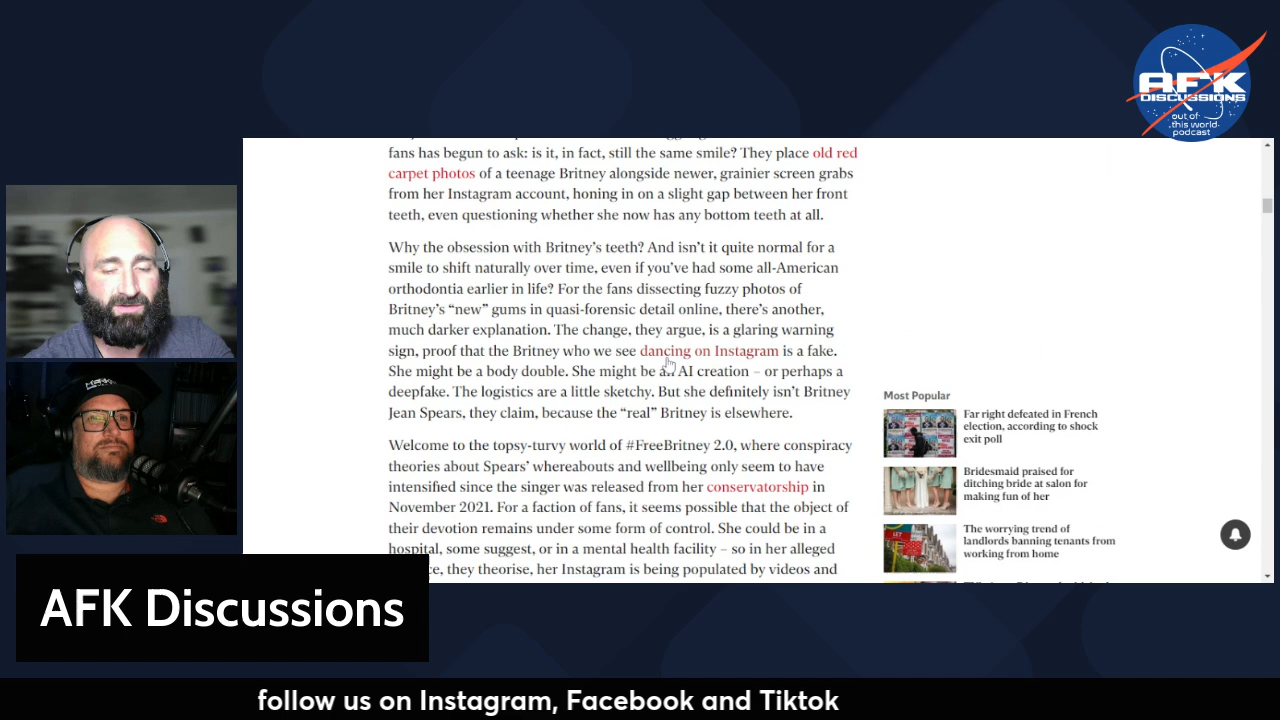 AFK
DISCUSSIONS
out of
this world
podcast
fans has begun to ask: is it, in fact, still the same smile? They place old red
carpet photos of a teenage Britney alongside newer, grainier screen grabs
from her Instagram account, honing in on a slight gap between her front
teeth, even questioning whether she now has any bottom teeth at all.
Why the obsession with Britney's teeth? And isn't it quite normal for a
smile to shift naturally over time, even if you've had some all-American
orthodontia earlier in life? For the fans dissecting fuzzy photos of
Britney's “new” gums in quasi-forensic detail online, there's another,
much darker explanation. The change, they argue, is a glaring warning
sign, proof that the Britney who we see dancing on Instagram is a fake.
She might be a body double. She might be an AI creation – or perhaps a
deepfake. The logistics are a little sketchy. But she definitely isn't Britney
Jean Spears, they claim, because the “real” Britney is elsewhere.
Welcome to the topsy-turvy world of #FreeBritney 2.0, where conspiracy
theories about Spears' whereabouts and wellbeing only seem to have
intensified since the singer was released from her conservatorship in
November 2021. For a faction of fans, it seems possible that the object of
their devotion remains under some form of control. She could be in a
hospital, some suggest, or in a mental health facility – so in her alleged
they theorise, her Instagram is being populated by videos and
Most Popular
Far right defeated in French
election, according to shock
exit poll
Bridesmaid praised for
ditching bride at salon for
making fun of her
The worrying trend of
landlords banning tenants from
working from home
AFK Discussions
follow us on Instagram, Facebook and Tiktok